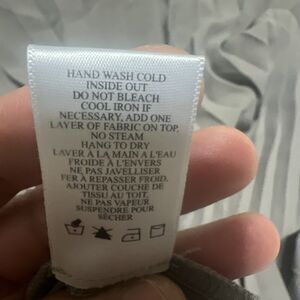 HAND WASH COLD
INSIDE OUT
DO NOT BLEACH
COOL IRON IF
NECESSARY, ADD ONE
LAYER OF FABRIC ON TOP.
NO STEAM
HANG TO DRY
LAVER À LA MAIN A L'EAU
FROIDE À L'ENVERS
NE PAS JAVELLISER
FER À REPASSER FROID.
AJOUTER COUCHE DE
TISSU AU TOIT.
NE PAS VAPEUR
SUSPENDRE POUR
SÉCHER